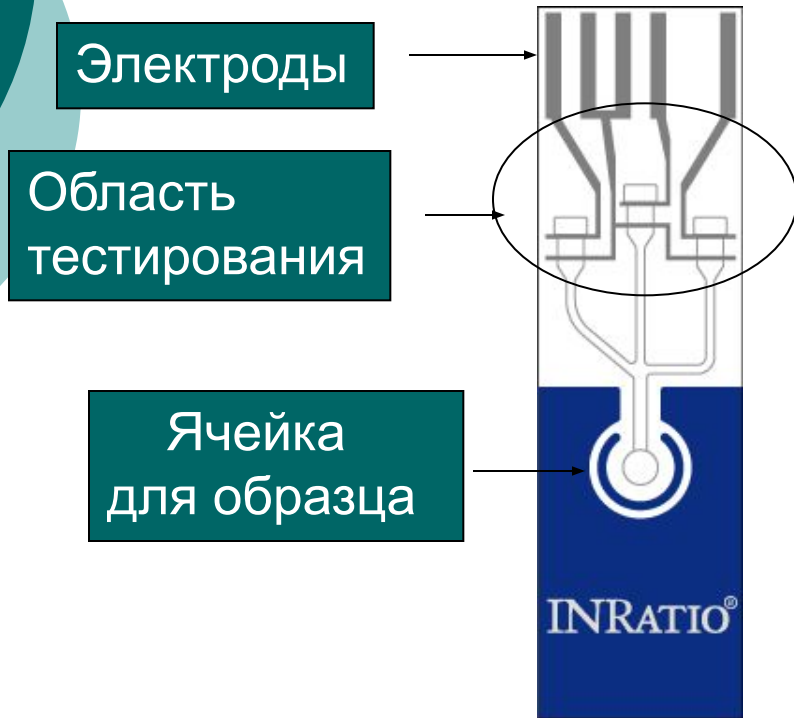 Электроды
Область
тестирования
Ячейка
для образца
INRATIO®